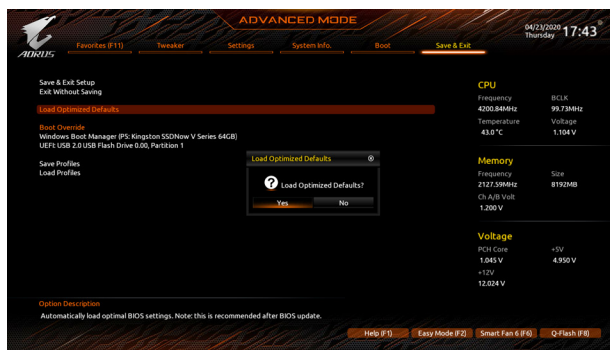 ADVANCED MODE
04/23/2020 Thursday 17:43
AORUS
Favorites (F11) Tweaker Settings System Info. Boot Save & Exit
Save & Exit Setup
Exit Without Saving
Load Optimized Defaults
Boot Override
Windows Boot Manager (P5: Kingston SSDNow V Series 64GB)
UEFI: USB 2.0 USB Flash Drive 0.00, Partition 1
Save Profiles
Load Profiles
Load Optimized Defaults
? Load Optimized Defaults?
Yes No
CPU
Frequency BCLK
4200.84MHz 99.73MHz
Temperature Voltage
43.0 °C 1.104 V
Memory
Frequency Size
2127.59MHz 8192MB
Ch A/B Volt
1.200 V
Voltage
PCH Core +5V
1.045 V 4.950 V
+12V
12.024 V
Option Description
Automatically load optimal BIOS settings. Note: this is recommended after BIOS update.
Help (F1) Easy Mode (F2) Smart Fan 6 (F6) Q-Flash (F8)